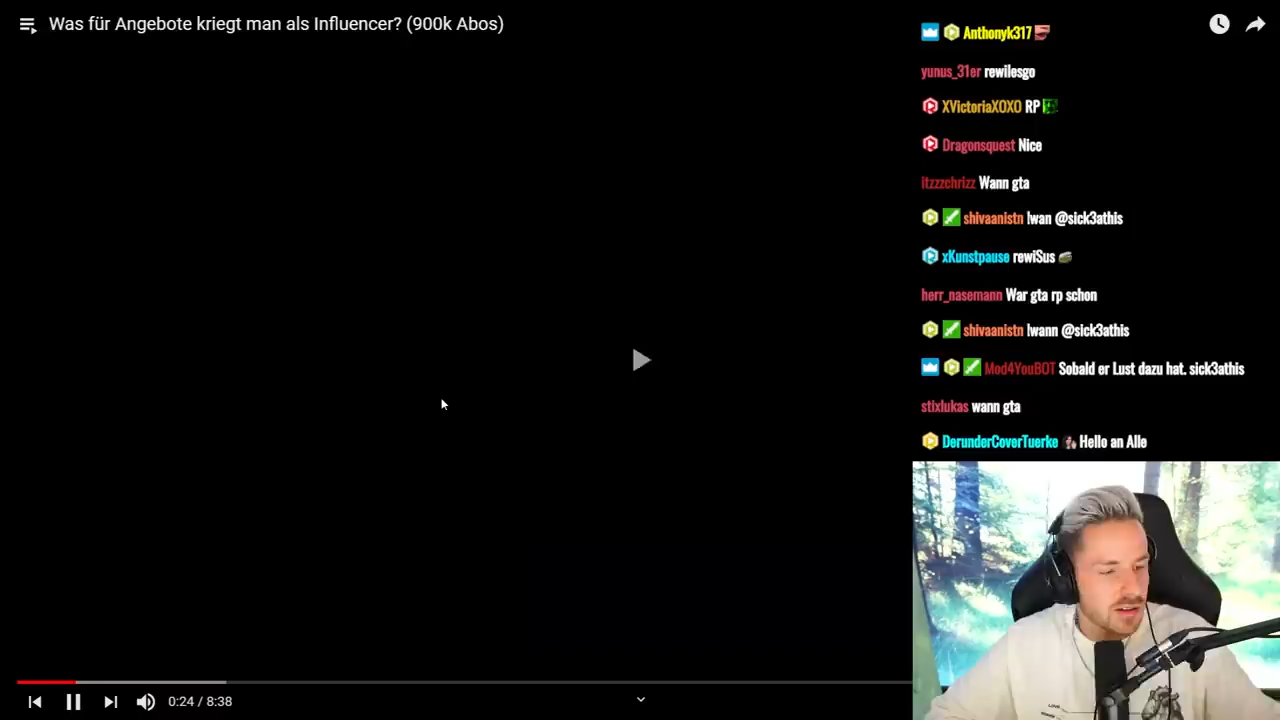 Was für Angebote kriegt man als Influencer? (900k Abos)
Anthonyk317
yunus_31er rewilesgo
XVictoriaXOXO RP
Dragonsquest Nice
itzzzchrizz Wann gta
shivaanistn !wan @sick3athis
xKunstpause rewiSus
herr_nasemann War gta rp schon
shivaanistn !wann @sick3athis
Mod4YouBOT Sobald er Lust dazu hat. sick3athis
stixlukas wann gta
DerunderCoverTuerke Hello an Alle
0:24 / 8:38